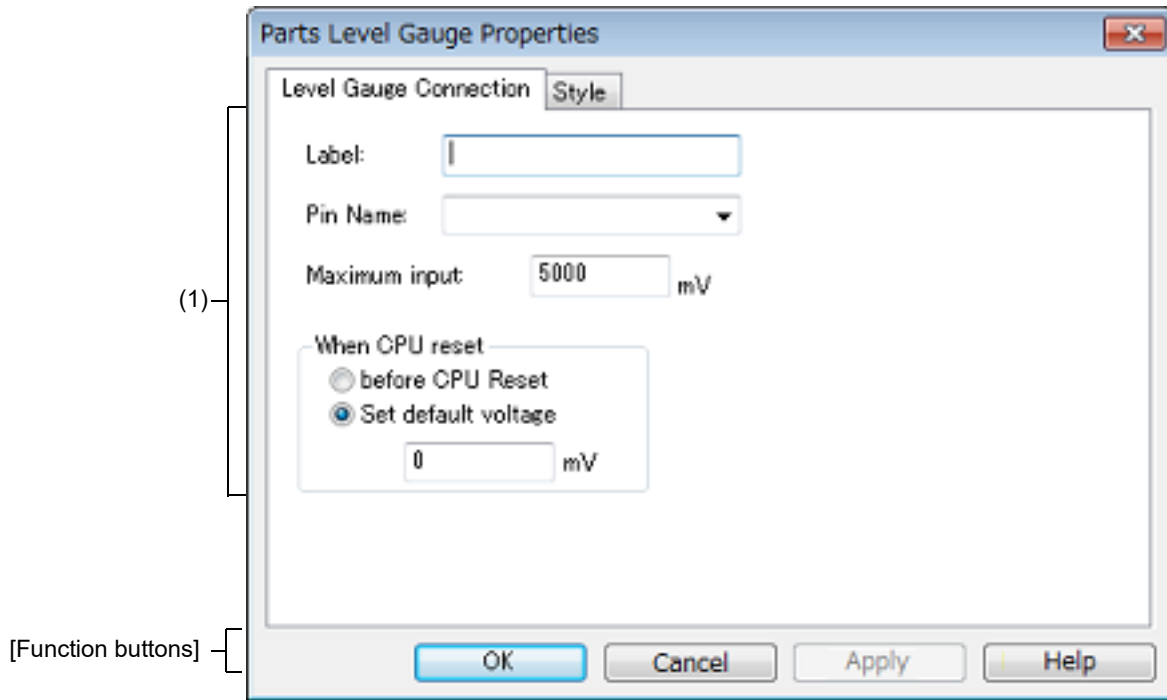 Parts Level Gauge Properties
Level Gauge Connection Style
Label:
Pin Name:
Maximum input: 5000 mV
(1)
When CPU reset
before CPU Reset
Set default voltage
0 mV
[Function buttons]
OK Cancel Apply Help